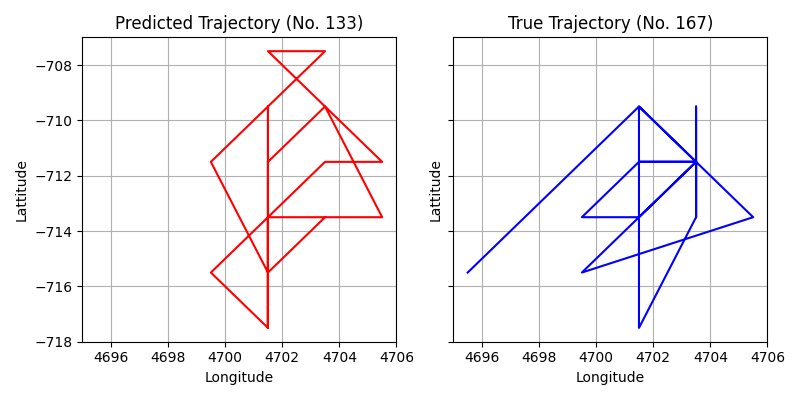 Predicted Trajectory (No. 133)
True Trajectory (No. 167)
Lattitude
−708
−710
−712
−714
−716
−718
4696 4698 4700 4702 4704 4706
Longitude
Lattitude
4696 4698 4700 4702 4704 4706
Longitude